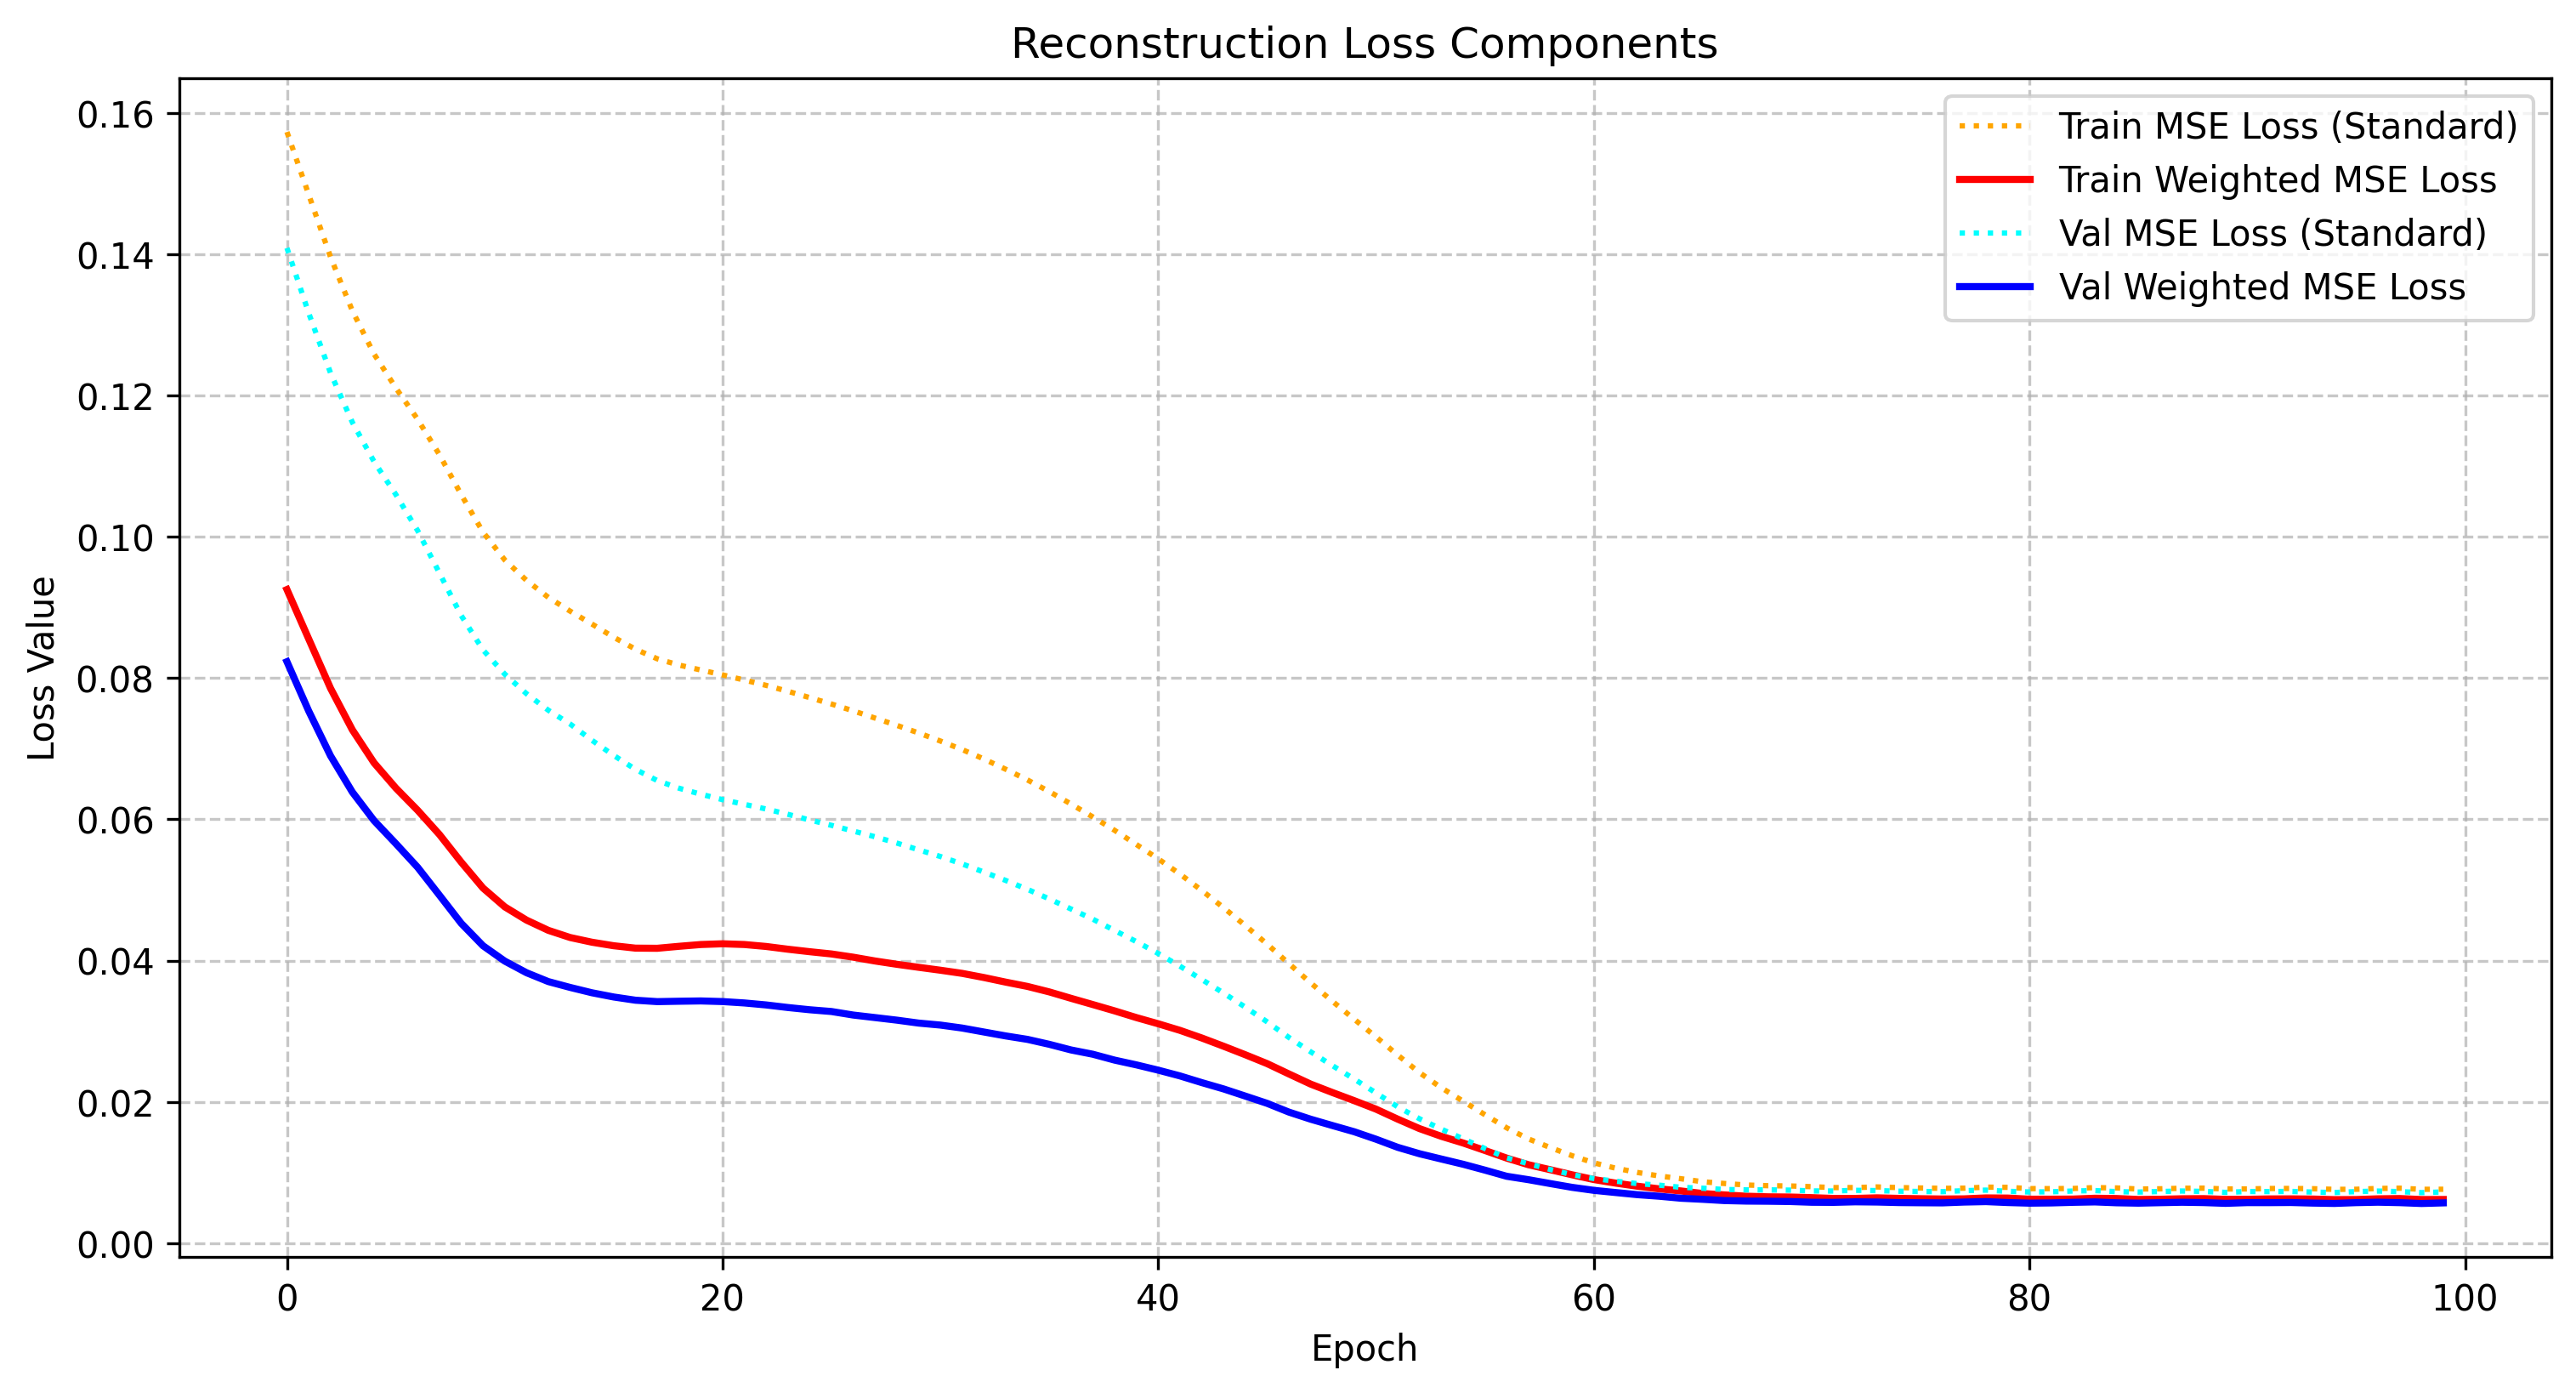 Reconstruction Loss Components
Loss Value
0.16
0.14
0.12
0.10
0.08
0.06
0.04
0.02
0.00
Train MSE Loss (Standard)
Train Weighted MSE Loss
Val MSE Loss (Standard)
Val Weighted MSE Loss
0 20 40 60 80 100
Epoch